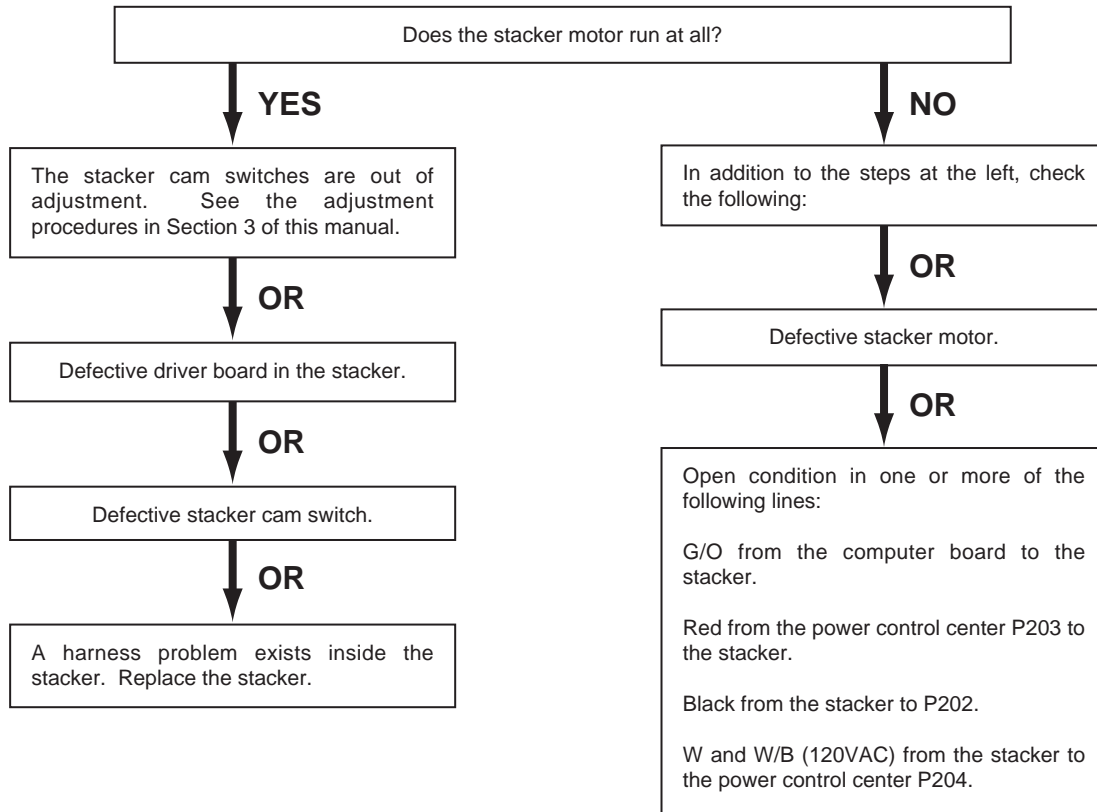 Does the stacker motor run at all?
YES
The stacker cam switches are out of
adjustment. See the adjustment
procedures in Section 3 of this manual.
OR
Defective driver board in the stacker.
OR
Defective stacker cam switch.
OR
A harness problem exists inside the
stacker. Replace the stacker.
NO
In addition to the steps at the left, check
the following:
OR
Defective stacker motor.
OR
Open condition in one or more of the
following lines:
G/O from the computer board to the
stacker.
Red from the power control center P203 to
the stacker.
Black from the stacker to P202.
W and W/B (120VAC) from the stacker to
the power control center P204.